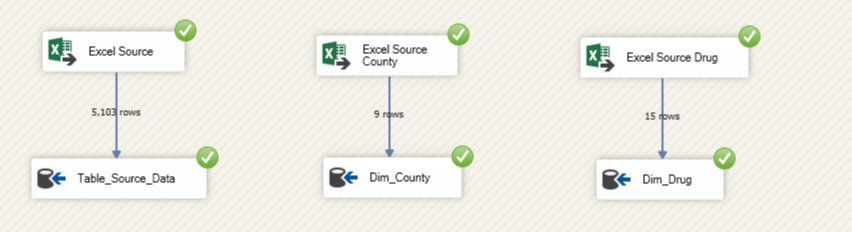 Excel Source
Excel Source
County
Excel Source Drug
5,103 rows
9 rows
15 rows
Table_Source_Data
Dim_County
Dim_Drug